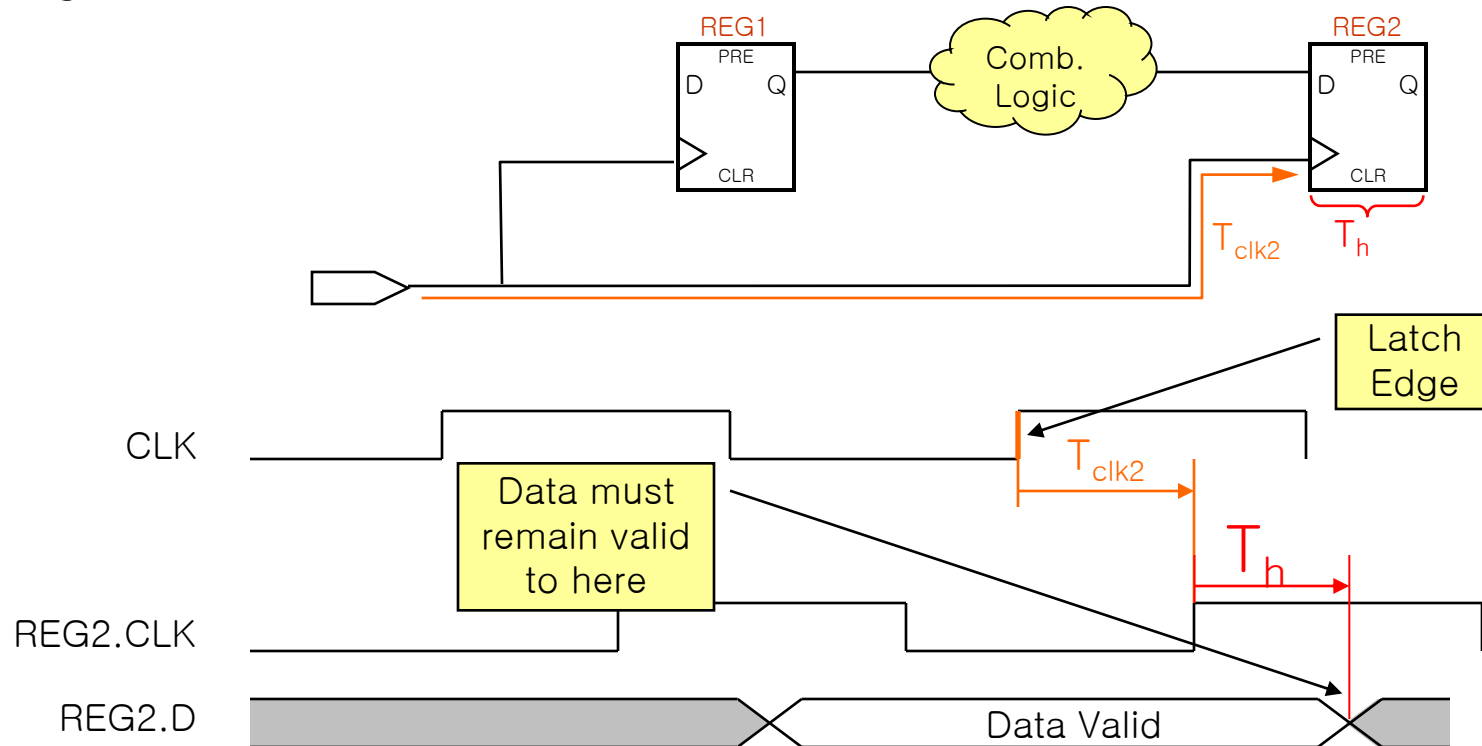 REG1
PRE
D
Q
CLR
Comb.
Logic
REG2
PRE
D
Q
CLR
Tclk2
Th
Latch
Edge
CLK
Tclk2
Data must
remain valid
to here
Th
REG2.CLK
REG2.D
Data Valid